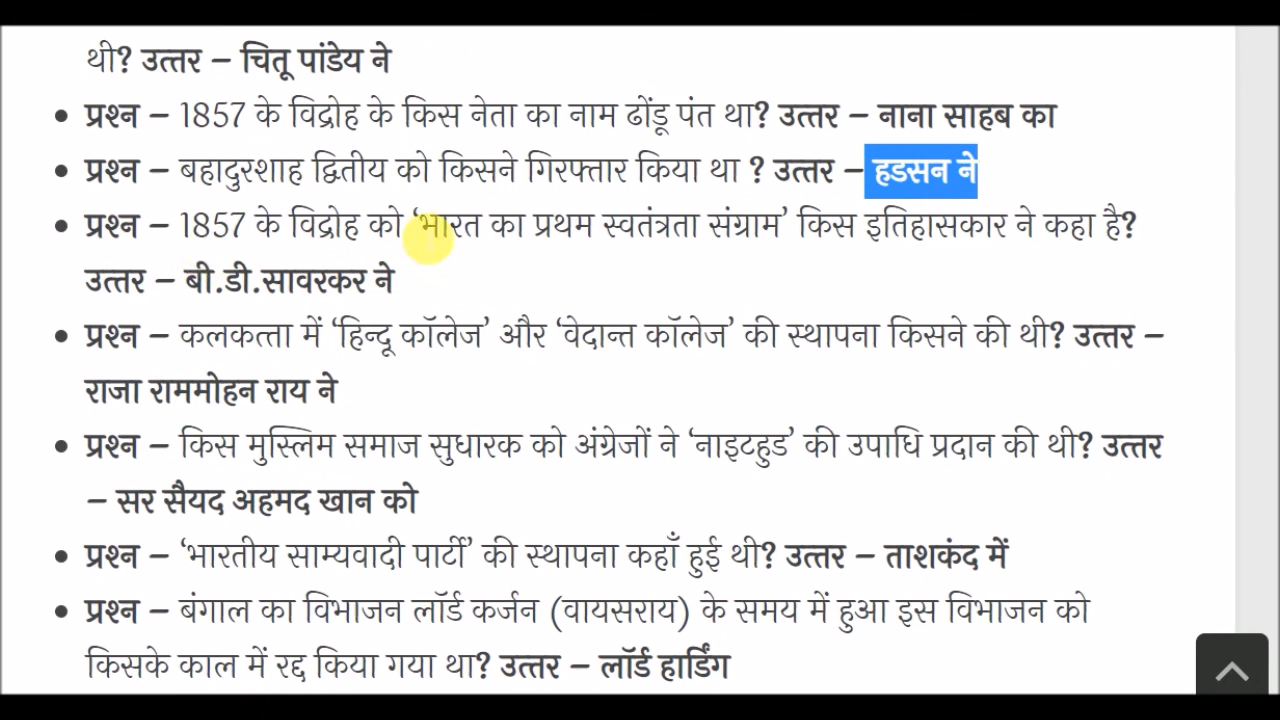 थी? उत्तर – चितू पांडेय ने
• प्रश्न – 1857 के विद्रोह के किस नेता का नाम ढोंडू पंत था? उत्तर – नाना साहब का
• प्रश्न – बहादुरशाह द्वितीय को किसने गिरफ्तार किया था ? उत्तर – हडसन ने
• प्रश्न – 1857 के विद्रोह को ‘भारत का प्रथम स्वतंत्रता संग्राम’ किस इतिहासकार ने कहा है?
उत्तर – बी.डी.सावरकर ने
• प्रश्न – कलकत्ता में ‘हिन्दू कॉलेज’ और ‘वेदान्त कॉलेज’ की स्थापना किसने की थी? उत्तर –
राजा राममोहन राय ने
• प्रश्न – किस मुस्लिम समाज सुधारक को अंग्रेजों ने ‘नाइटहुड’ की उपाधि प्रदान की थी? उत्तर
– सर सैयद अहमद खान को
• प्रश्न – ‘भारतीय साम्यवादी पार्टी’ की स्थापना कहाँ हुई थी? उत्तर – ताशकंद में
• प्रश्न – बंगाल का विभाजन लॉर्ड कर्जन (वायसराय) के समय में हुआ इस विभाजन को
किसके काल में रद्द किया गया था? उत्तर – लॉर्ड हार्डिंग